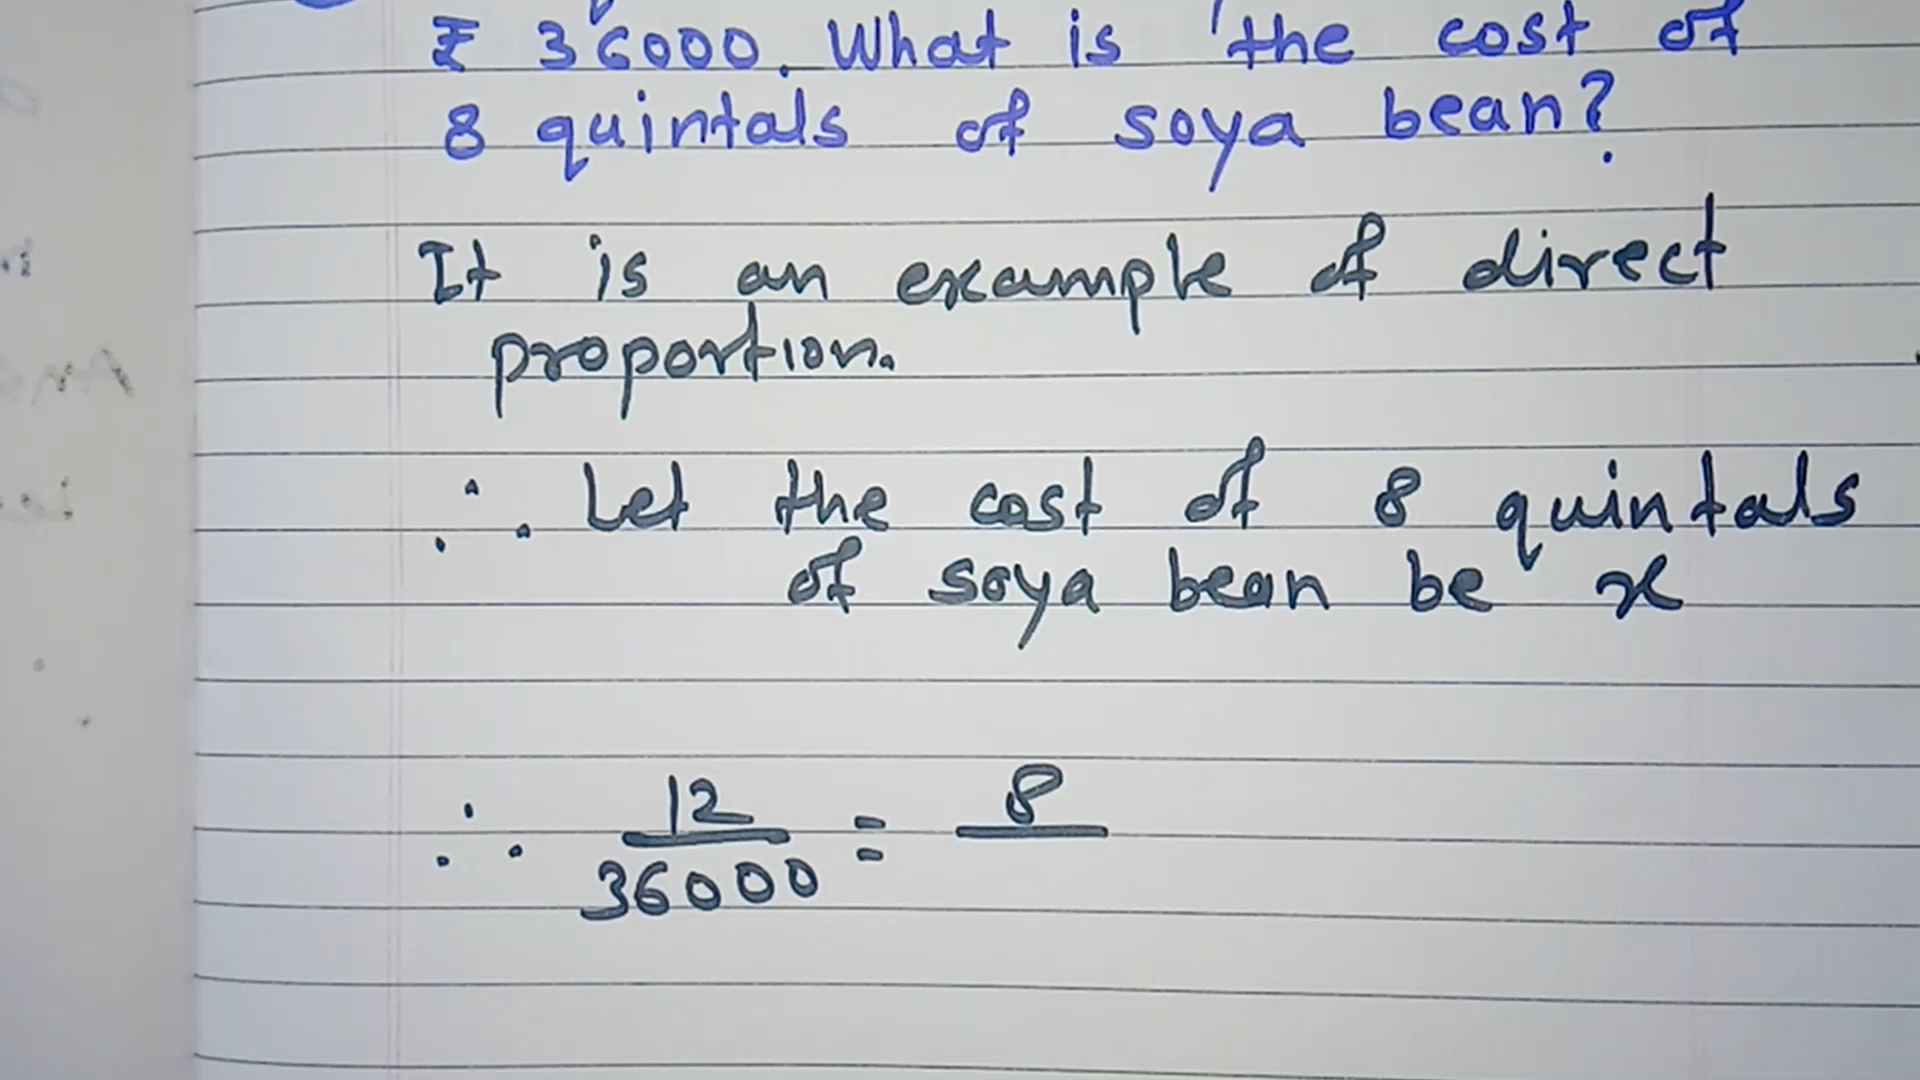 ₹ 36000. What is the cost of
8 quintals of soya bean?
It is an example of direct
proportion.
∴ Let the cost of 8 quintals
of soya bean be x
∴ 12/36000 = 8/